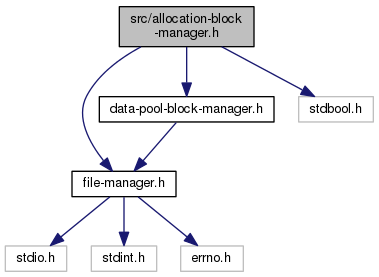 src/allocation-block
-manager.h
data-pool-block-manager.h
stdbool.h
file-manager.h
stdio.h
stdint.h
errno.h